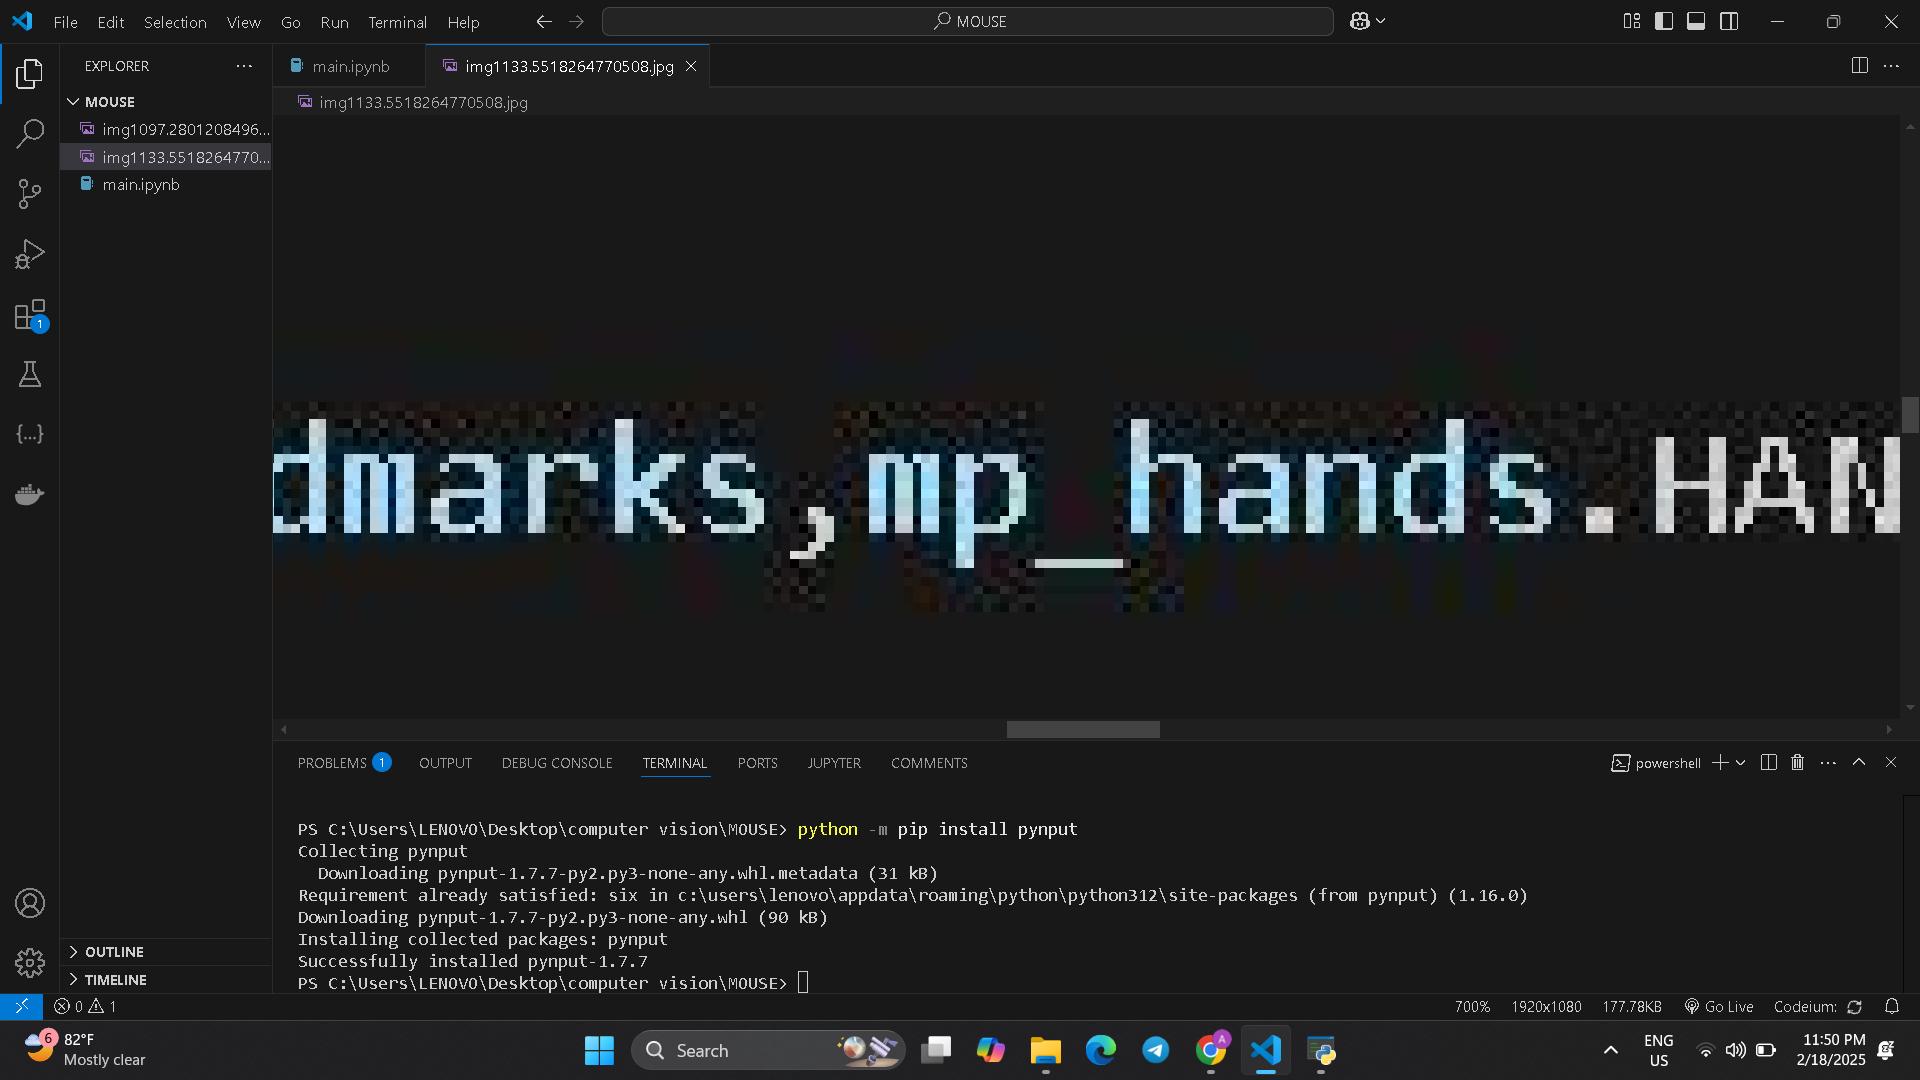 File Edit Selection View Go Run Terminal Help
MOUSE
EXPLORER
MOUSE
img1097.2801208496...
img1133.5518264770...
main.ipynb
OUTLINE
TIMELINE
main.ipynb
img1133.5518264770508.jpg
img1133.5518264770508.jpg
dmarks,mp_hands.HAN
PROBLEMS 1 OUTPUT DEBUG CONSOLE TERMINAL PORTS JUPYTER COMMENTS
powershell
PS C:\Users\LENOVO\Desktop\computer vision\MOUSE> python -m pip install pynput
Collecting pynput
Downloading pynput-1.7.7-py2.py3-none-any.whl.metadata (31 kB)
Requirement already satisfied: six in c:\users\lenovo\appdata\roaming\python\python312\site-packages (from pynput) (1.16.0)
Downloading pynput-1.7.7-py2.py3-none-any.whl (90 kB)
Installing collected packages: pynput
Successfully installed pynput-1.7.7
PS C:\Users\LENOVO\Desktop\computer vision\MOUSE>
1
0 1
700% 1920x1080 177.78KB Go Live Codeium:
6
82°F
Mostly clear
Search
A
ENG
US
11:50 PM
2/18/2025